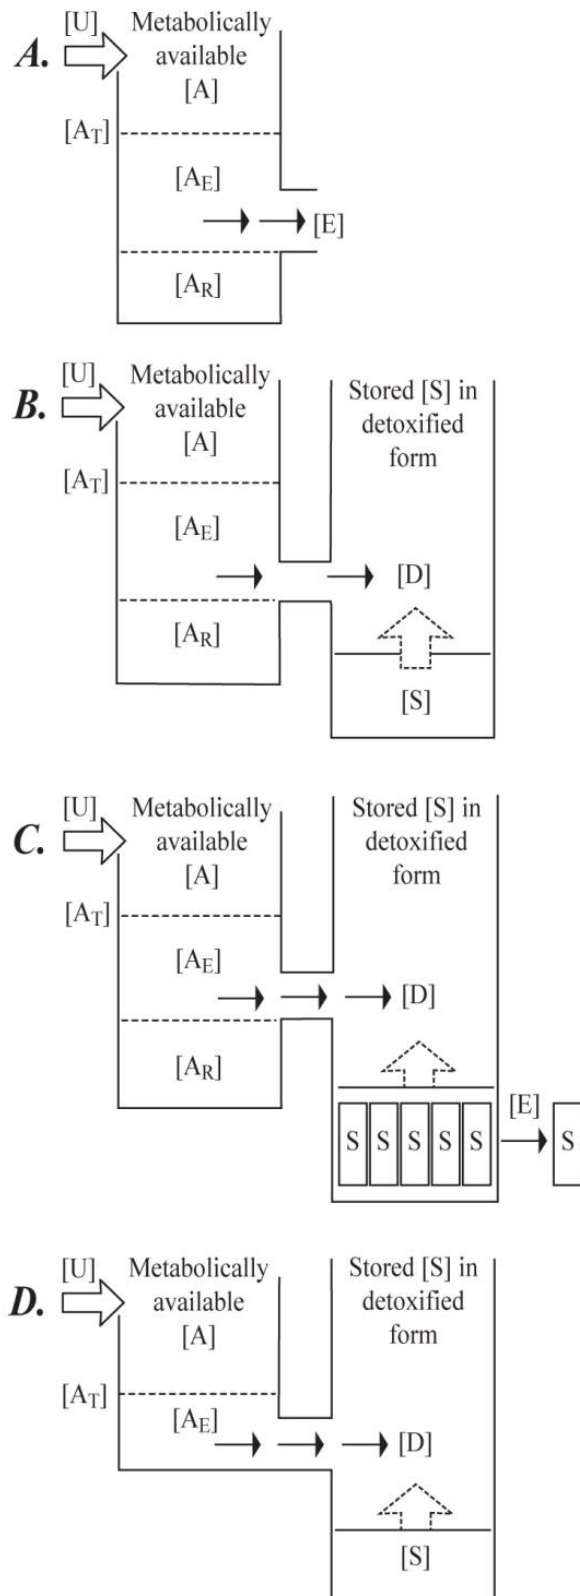 [U]
A.
Metabolically
available
[A]
[A_T]
[A_E]
[E]
[A_R]
[U]
B.
Metabolically
available
[A]
Stored [S] in
detoxified
form
[A_T]
[A_E]
[D]
[A_R]
[S]
[U]
C.
Metabolically
available
[A]
Stored [S] in
detoxified
form
[A_T]
[A_E]
[D]
[A_R]
[E]
S S S S S S
[U]
D.
Metabolically
available
[A]
Stored [S] in
detoxified
form
[A_T]
[A_E]
[D]
[S]